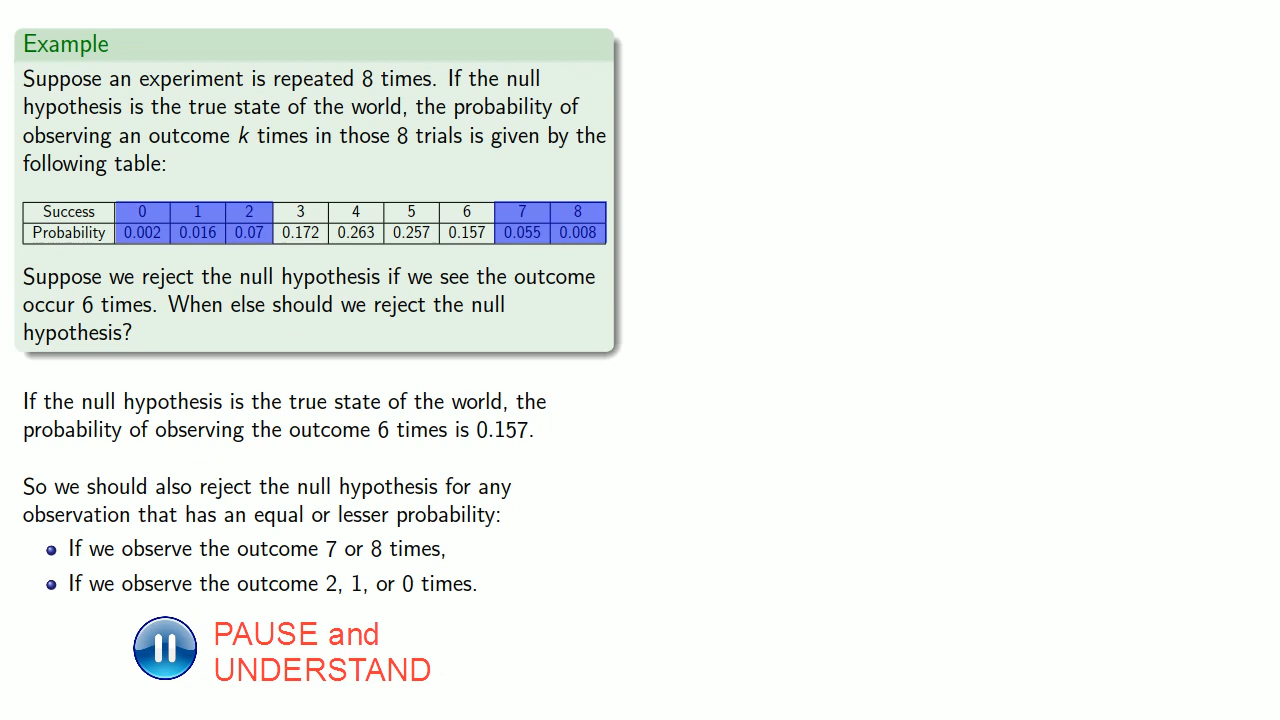 Example
Suppose an experiment is repeated 8 times. If the null
hypothesis is the true state of the world, the probability of
observing an outcome k times in those 8 trials is given by the
following table:
Success 0 1 2 3 4 5 6 7 8
Probability 0.002 0.016 0.07 0.172 0.263 0.257 0.157 0.055 0.008
Suppose we reject the null hypothesis if we see the outcome
occur 6 times. When else should we reject the null
hypothesis?
If the null hypothesis is the true state of the world, the
probability of observing the outcome 6 times is 0.157.
So we should also reject the null hypothesis for any
observation that has an equal or lesser probability:
If we observe the outcome 7 or 8 times,
If we observe the outcome 2, 1, or 0 times.
PAUSE and
UNDERSTAND